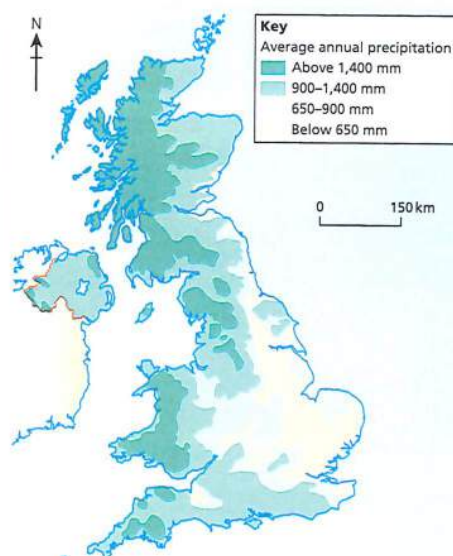 N
Key
Average annual precipitation
Above 1,400 mm
900–1,400 mm
650–900 mm
Below 650 mm
0 150 km